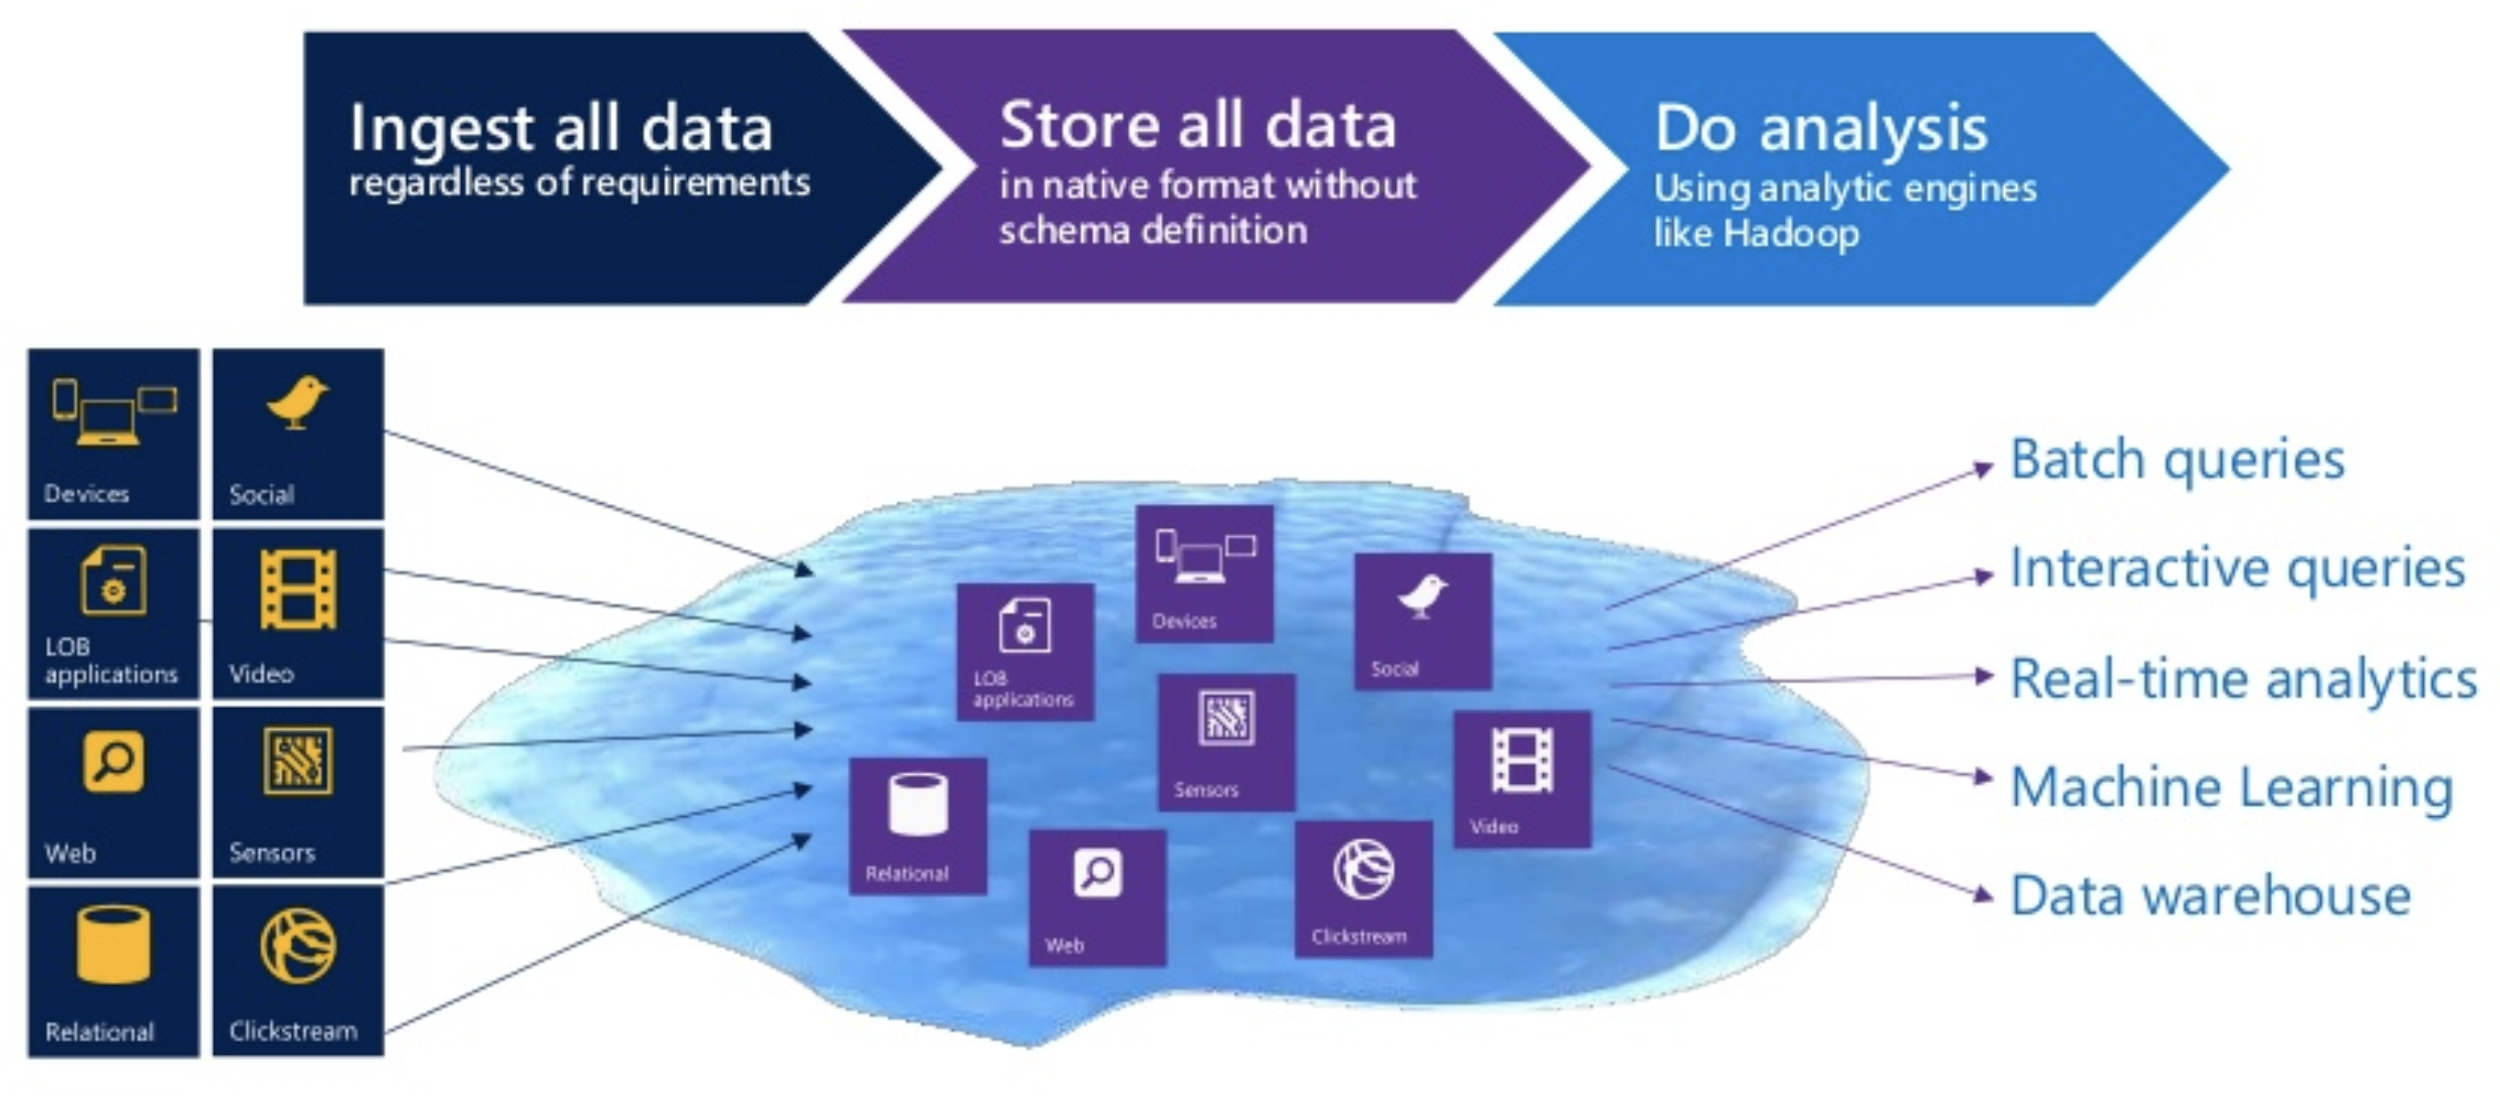 Ingest all data
regardless of requirements
Store all data
in native format without
schema definition
Do analysis
Using analytic engines
like Hadoop
Devices
Social
LOB
applications
Video
Web
Sensors
Relational
Clickstream
Devices
Social
LOB
applications
Sensors
Video
Relational
Web
Clickstream
Batch queries
Interactive queries
Real-time analytics
Machine Learning
Data warehouse